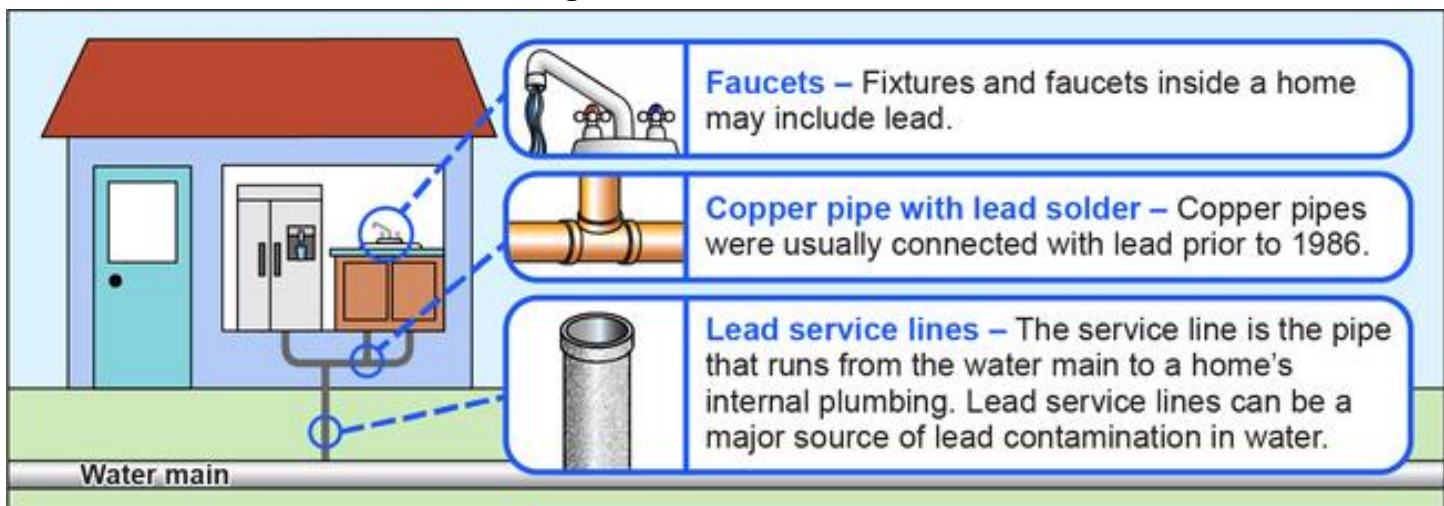 Faucets – Fixtures and faucets inside a home
may include lead.
Copper pipe with lead solder – Copper pipes
were usually connected with lead prior to 1986.
Lead service lines – The service line is the pipe
that runs from the water main to a home's
internal plumbing. Lead service lines can be a
major source of lead contamination in water.
Water main